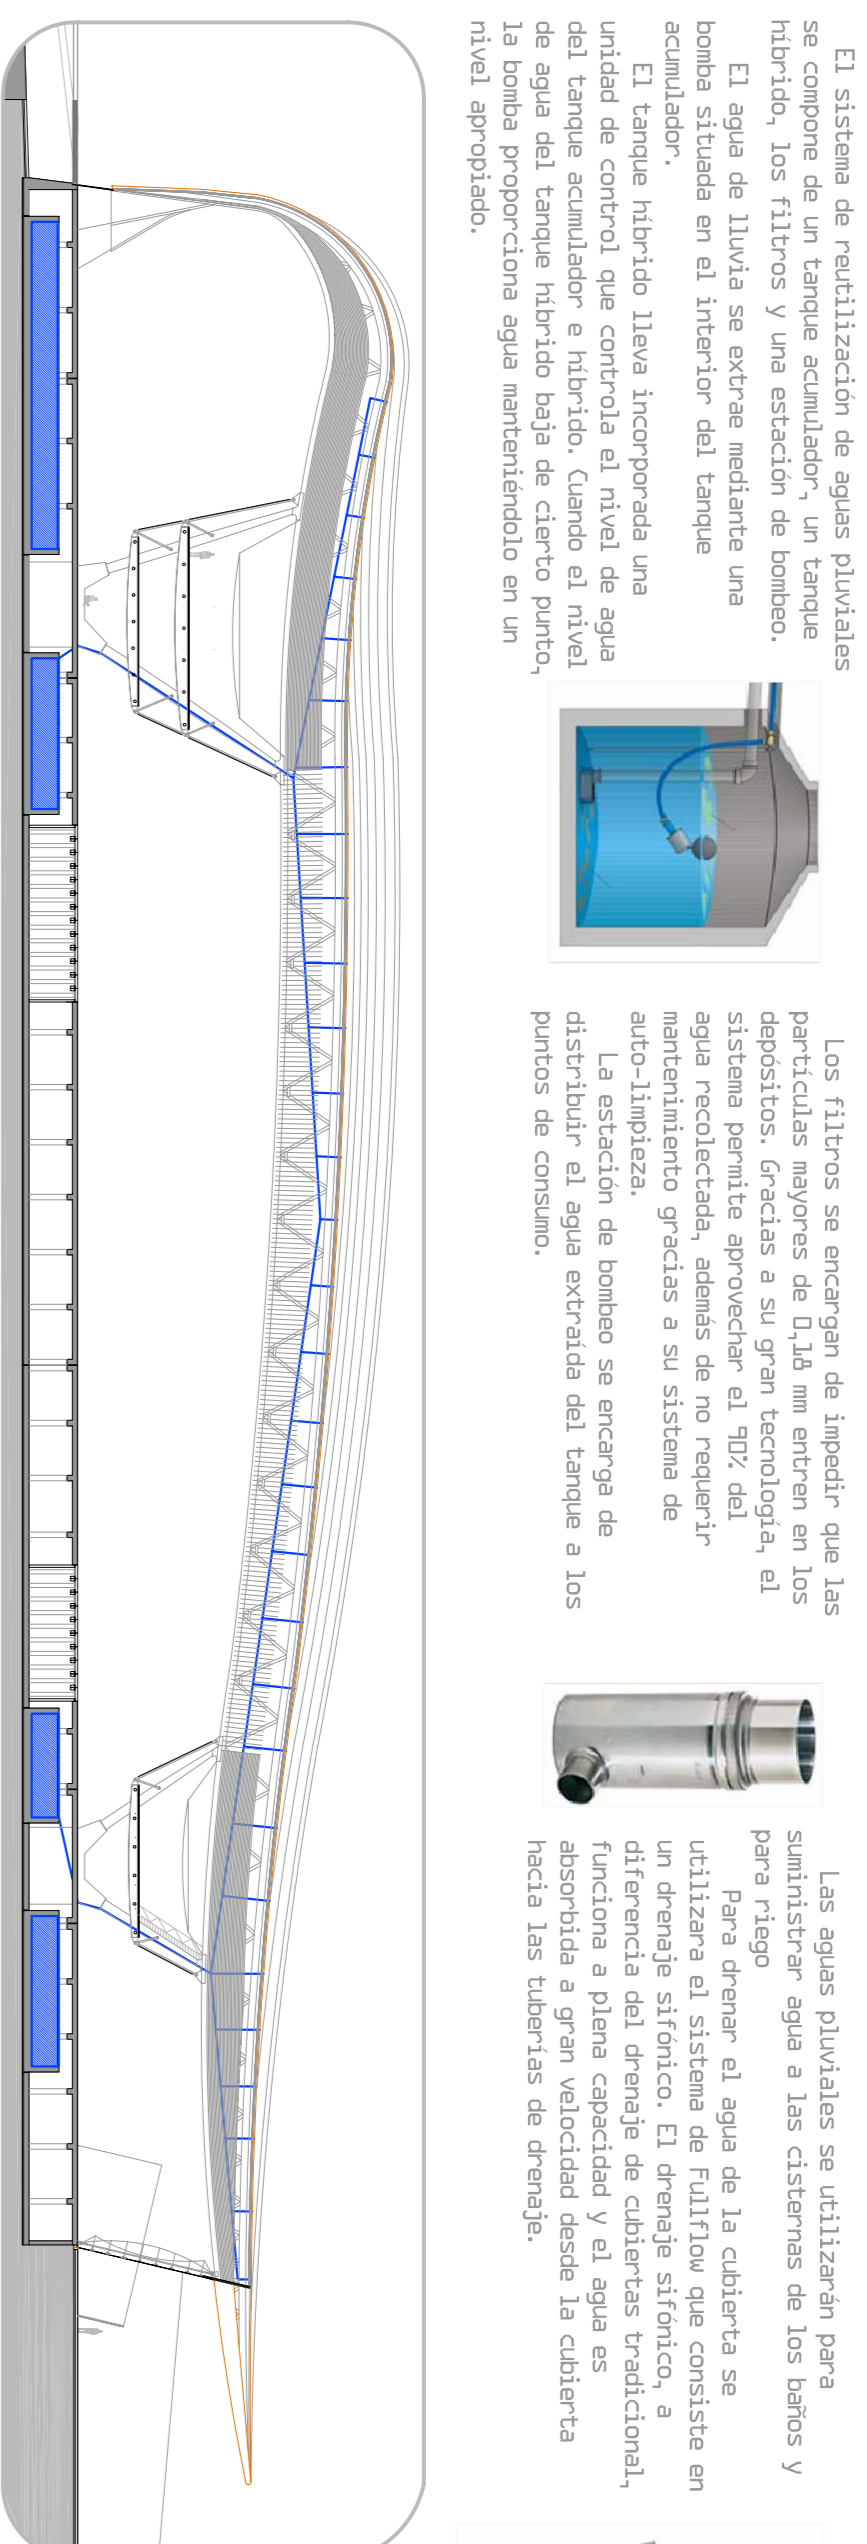 El sistema de reutilización de aguas pluviales
se compone de un tanque acumulador, un tanque
híbrido, los filtros y una estación de bombeo.
El agua de lluvia se extrae mediante una
bomba situada en el interior del tanque
acumulador.
El tanque híbrido lleva incorporada una
unidad de control que controla el nivel de agua
del tanque acumulador e híbrido. Cuando el nivel
de agua del tanque híbrido baja de cierto punto,
la bomba proporciona agua manteniéndolo en un
nivel apropiado.
Los filtros se encargan de impedir que las
partículas mayores de 0,18 mm entren en los
depósitos. Gracias a su gran tecnología, el
sistema permite aprovechar el 90% del
agua recolectada, además de no requerir
mantenimiento gracias a su sistema de
auto-limpieza.
La estación de bombeo se encarga de
distribuir el agua extraída del tanque a los
puntos de consumo.
Las aguas pluviales se utilizarán para
suministrar agua a las cisternas de los baños y
para riego
Para drenar el agua de la cubierta se
utilizara el sistema de Fullflow que consiste en
un drenaje sifónico. El drenaje sifónico, a
diferencia del drenaje de cubiertas tradicional,
funciona a plena capacidad y el agua es
absorbida a gran velocidad desde la cubierta
hacia las tuberías de drenaje.